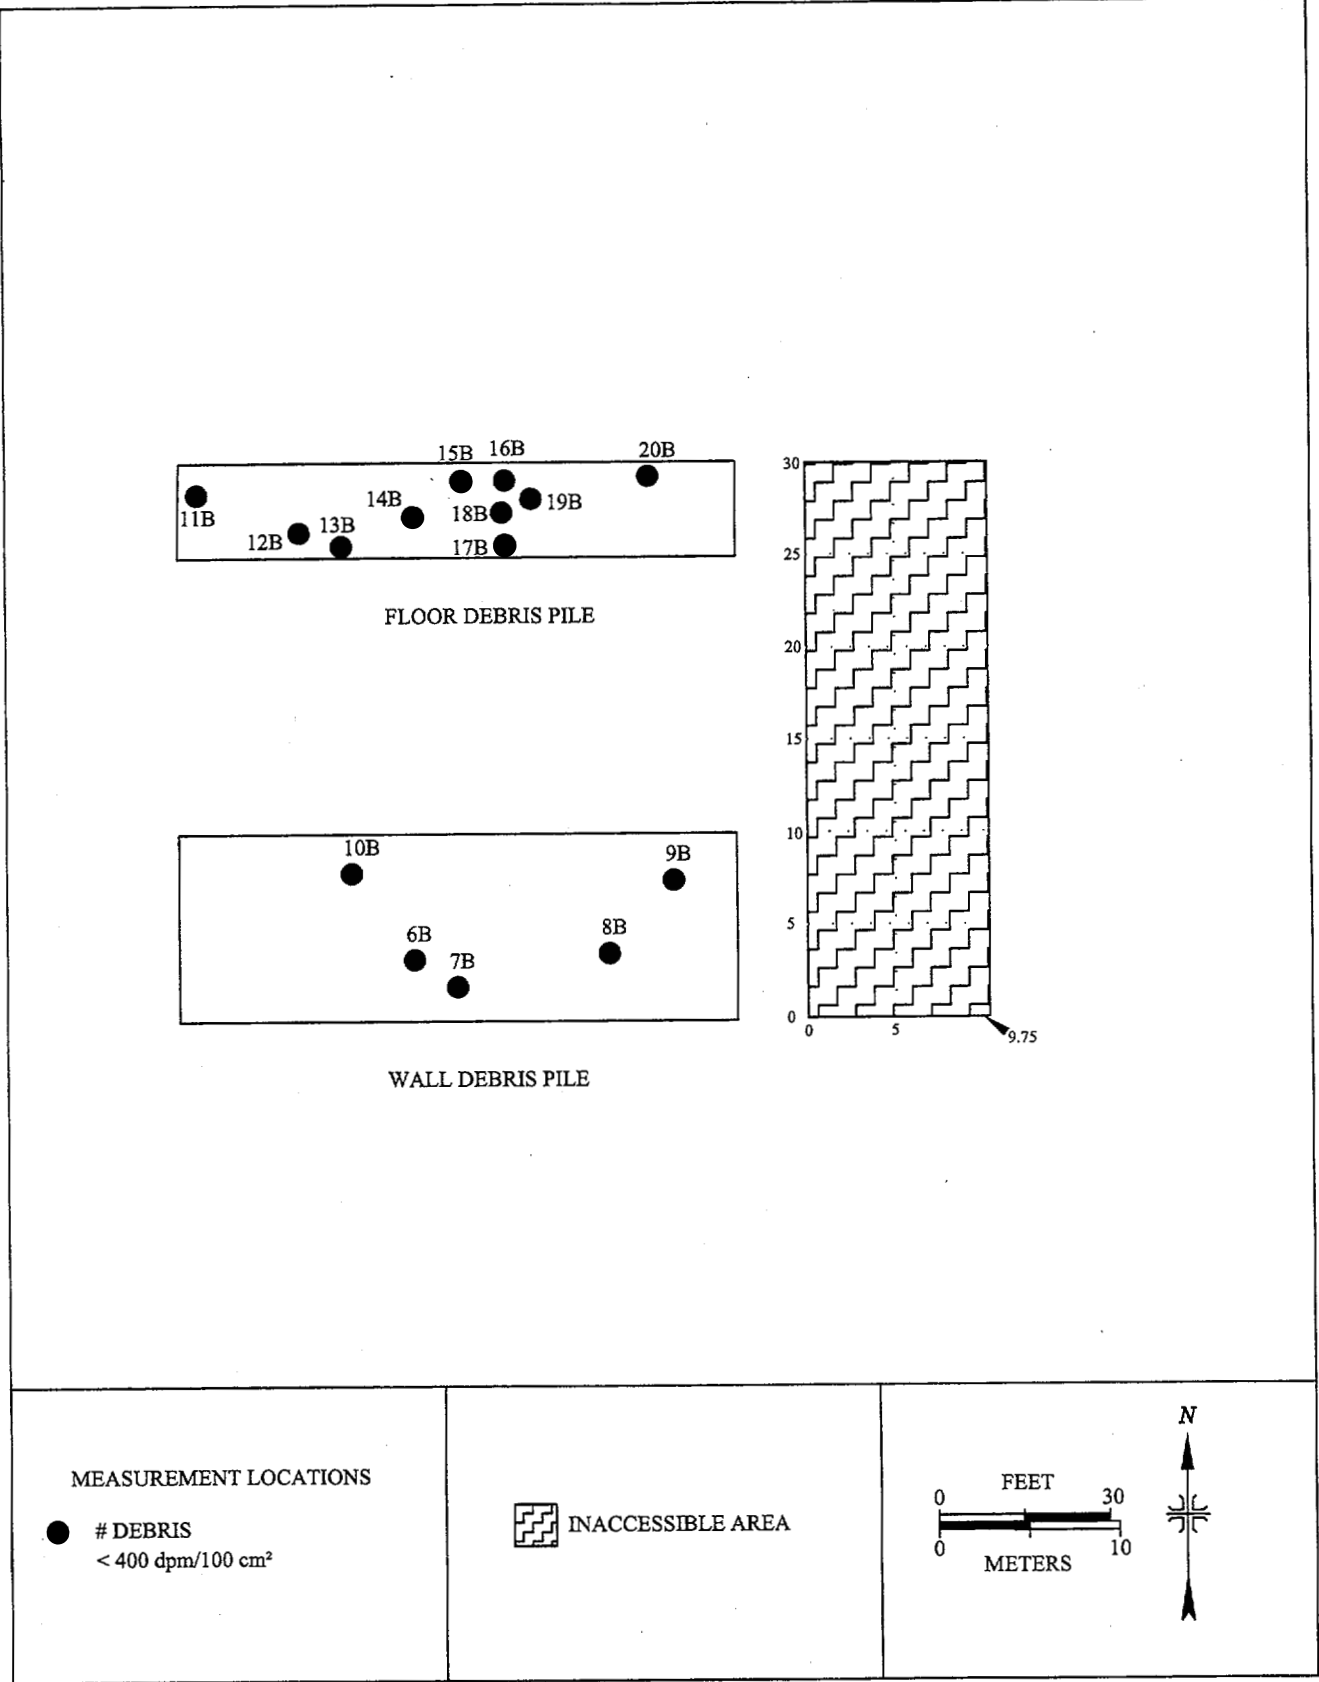 15B 16B 20B
11B 14B 18B 19B
12B 13B 17B
FLOOR DEBRIS PILE
10B 9B
6B 7B 8B
WALL DEBRIS PILE
30
25
20
15
10
5
0
0 5 9.75
MEASUREMENT LOCATIONS
# DEBRIS
< 400 dpm/100 cm²
INACCESSIBLE AREA
FEET
0 30
0 10
METERS
N